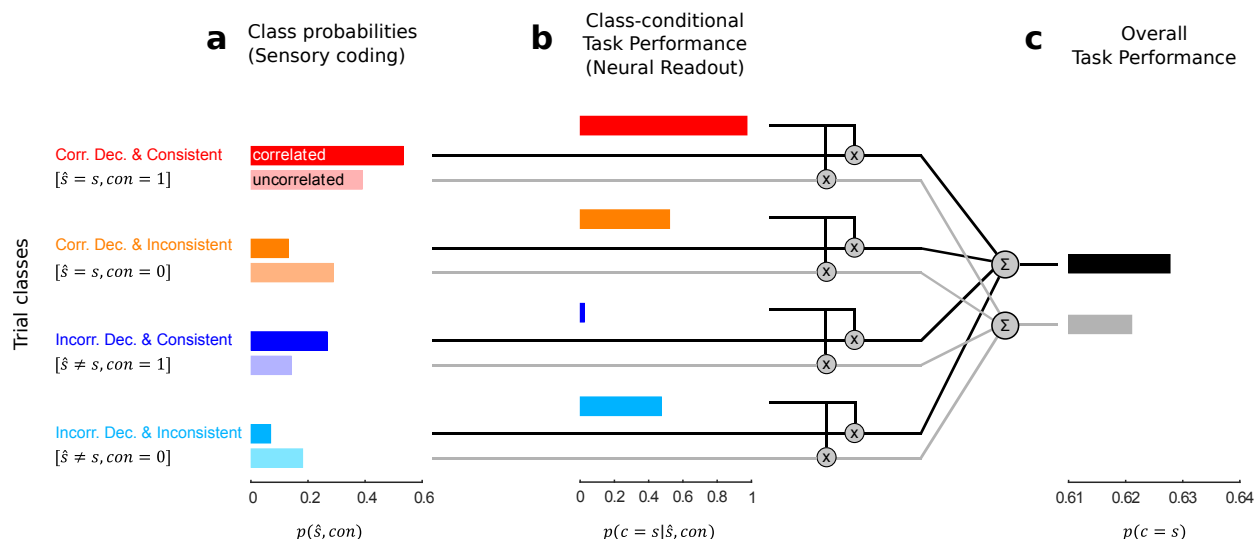 a
Class probabilities
(Sensory coding)
b
Class-conditional
Task Performance
(Neural Readout)
c
Overall
Task Performance
Trial classes
Corr. Dec. & Consistent
[ŝ = s, con = 1]
correlated
uncorrelated
Corr. Dec. & Inconsistent
[ŝ = s, con = 0]
Incorr. Dec. & Consistent
[ŝ ≠ s, con = 1]
Incorr. Dec. & Inconsistent
[ŝ ≠ s, con = 0]
x
x
x
x
x
x
x
x
Σ
Σ
0 0.2 0.4 0.6
p(ŝ, con)
0 0.2 0.4 0.6 0.8 1
p(c = s|ŝ, con)
0.61 0.62 0.63 0.64
p(c = s)